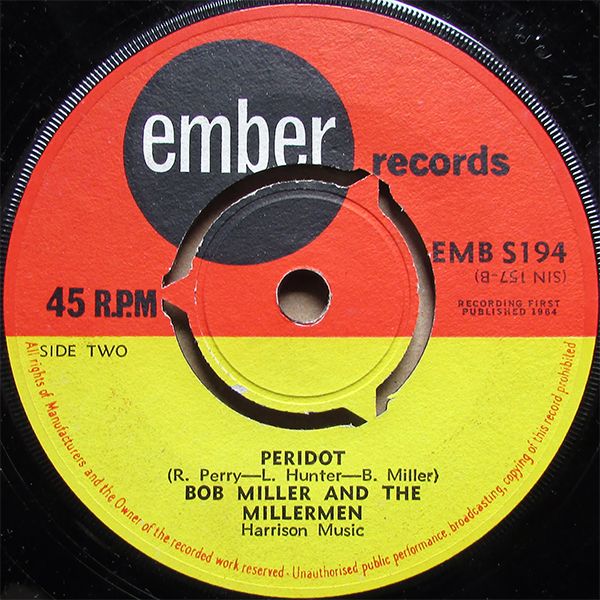 ember
records
EMB S194
(SIN 157-B)
45 R.P.M
RECORDING FIRST
PUBLISHED 1964
SIDE TWO
PERIDOT
(R. Perry—L. Hunter—B. Miller)
BOB MILLER AND THE
MILLERMEN
Harrison Music
All rights of Manufacturers and the Owner of the recorded work reserved · Unauthorised public performance, broadcasting, copying of this record prohibited